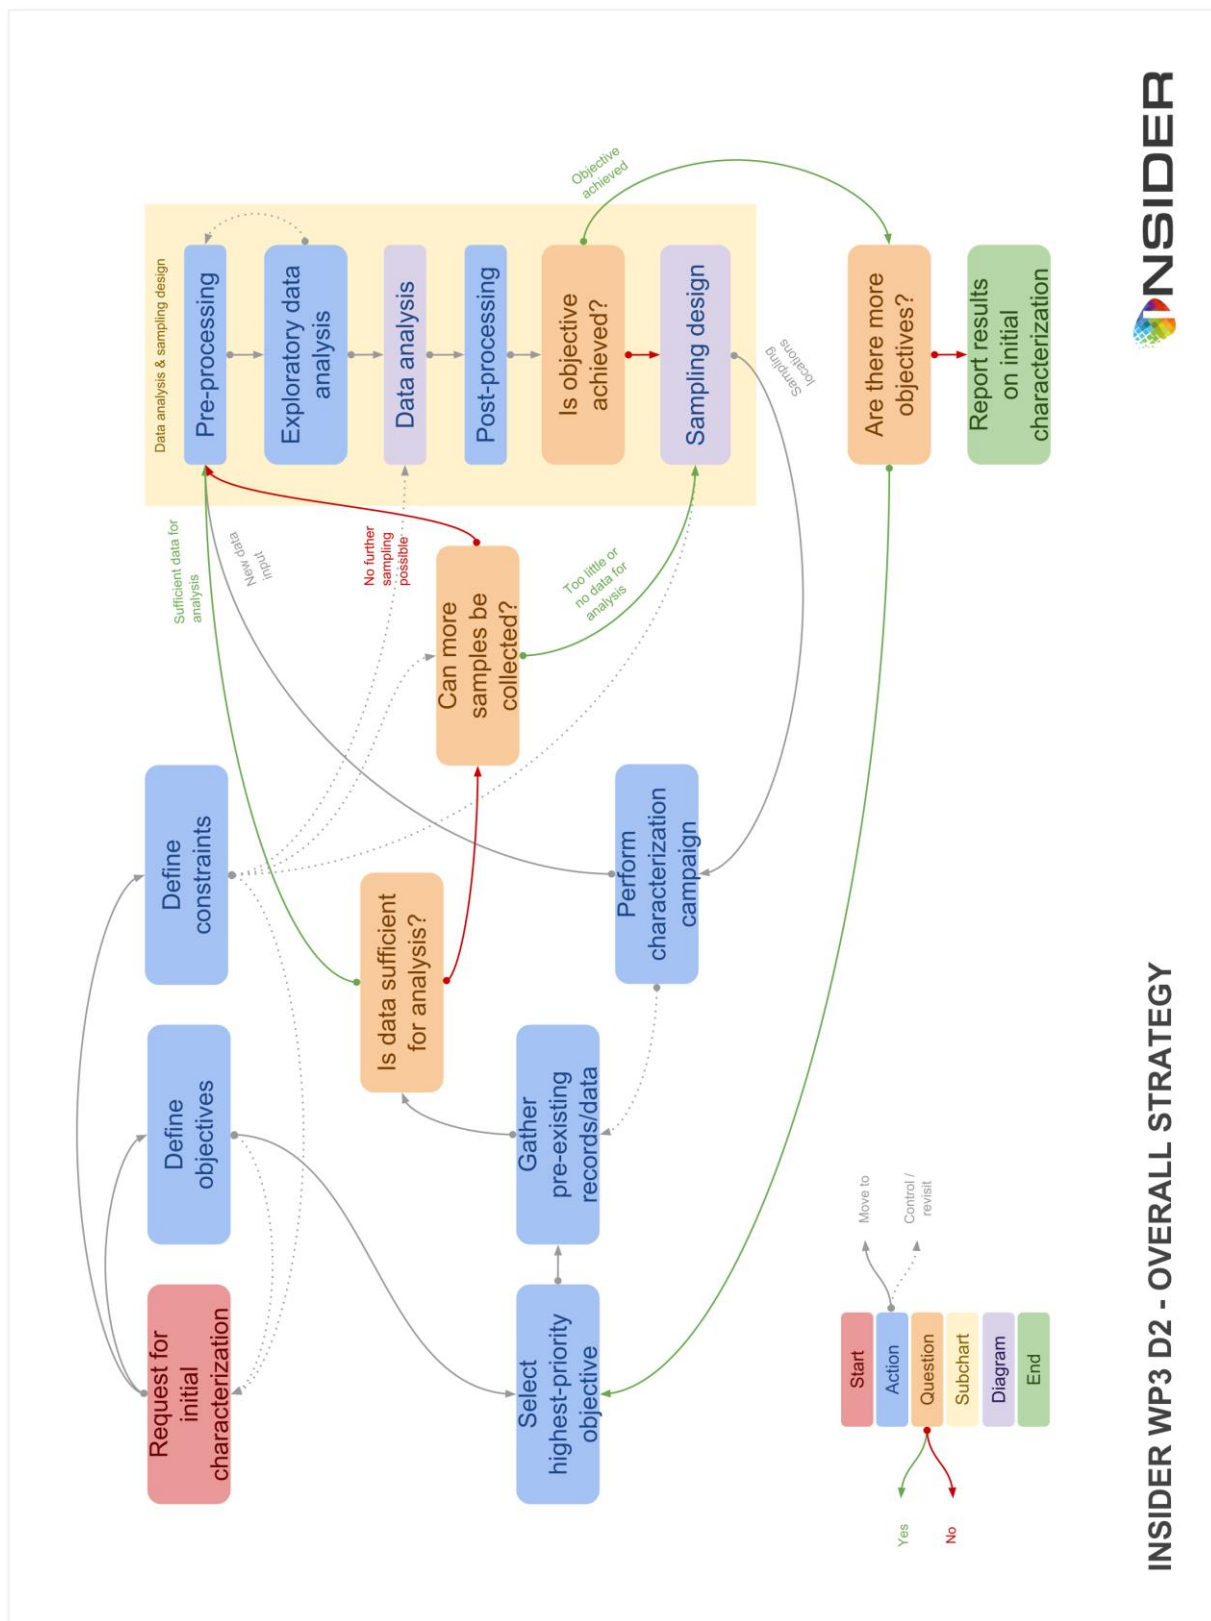 Request for
initial
characterization
Define
objectives
Define
constraints
Select
highest-priority
objective
Gather
pre-existing
records/data
Is data sufficient
for analysis?
Can more
samples be
collected?
Perform
characterization
campaign
Sufficient data for
analysis
New data
input
No further
sampling
possible
Too little or
no data for
analysis
Data analysis & sampling design
Pre-processing
Exploratory data
analysis
Data analysis
Post-processing
Is objective
achieved?
Sampling design
Objective
achieved
Sampling
locations
Are there more
objectives?
Report results
on initial
characterization
Start
Action
Question
Subchart
Diagram
End
Yes
No
Move to
Control /
revisit
INSIDER WP3 D2 - OVERALL STRATEGY
INSIDER